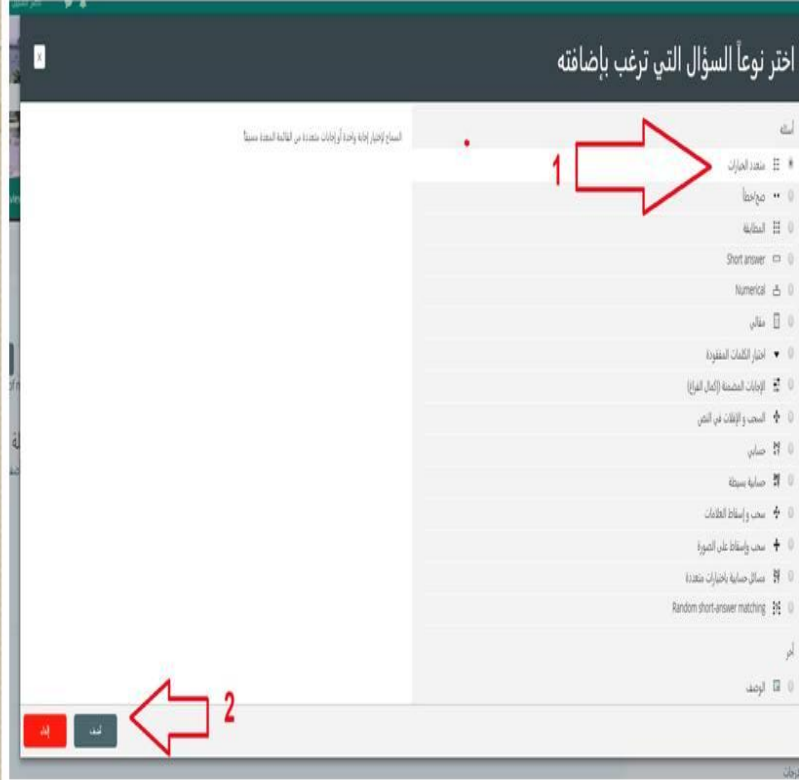 اختر نوعاً السؤال التي ترغب بإضافته
x
أسئلة
السماح لإختيار إجابة واحدة أو إجابات متعددة من القائمة المعدة مسبقاً
متعدد الخيارات
1
صح/خطأ
المطابقة
Short answer
Numerical
مقالي
اختيار الكلمات المفقودة
الإجابات المضمنة (إكمال الفراغ)
السحب و الإفلات في النص
حسابي
حسابية بسيطة
سحب و إسقاط العلامات
سحب وإسقاط على الصورة
مسائل حسابية باختيارات متعددة
Random short-answer matching
آخر
الوصف
2
أضف
إلغاء